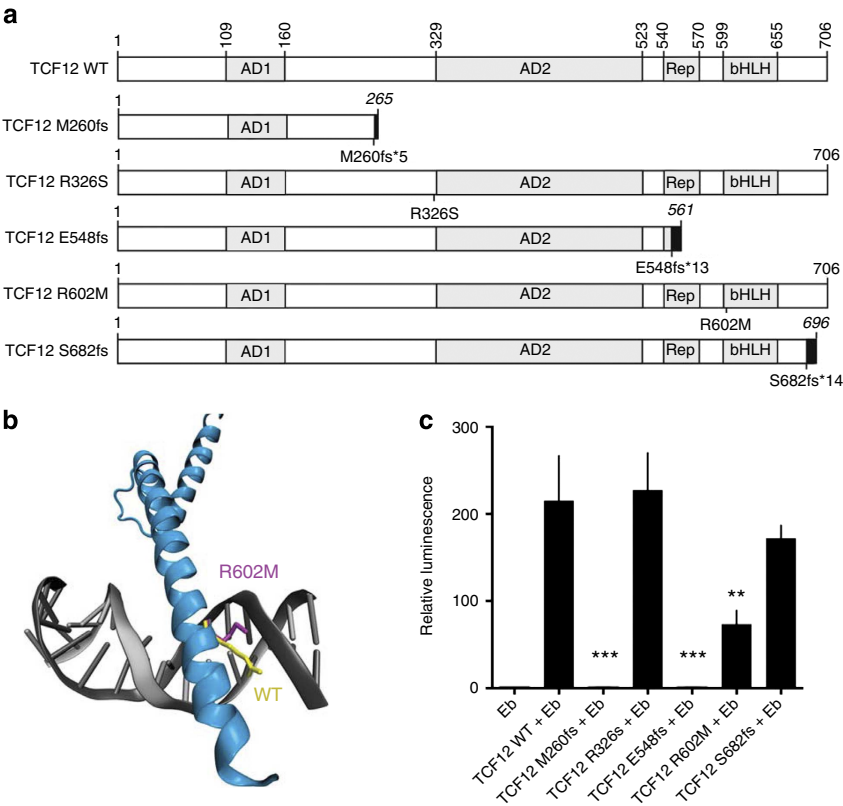 a
1 109 160 329 523 540 570 599 655 706
TCF12 WT AD1 AD2 Rep bHLH
1 265
TCF12 M260fs AD1
M260fs*5
1 706
TCF12 R326S AD1 AD2 Rep bHLH
R326S
1 561
TCF12 E548fs AD1 AD2
E548fs*13
1 706
TCF12 R602M AD1 AD2 Rep bHLH
R602M
1 696
TCF12 S682fs AD1 AD2 Rep bHLH
S682fs*14
b
R602M
WT
c
Relative luminescence
300
200
100
0
***
***
**
Eb
TCF12 WT + Eb
TCF12 M260fs + Eb
TCF12 R326s + Eb
TCF12 E548fs + Eb
TCF12 R602M + Eb
TCF12 S682fs + Eb